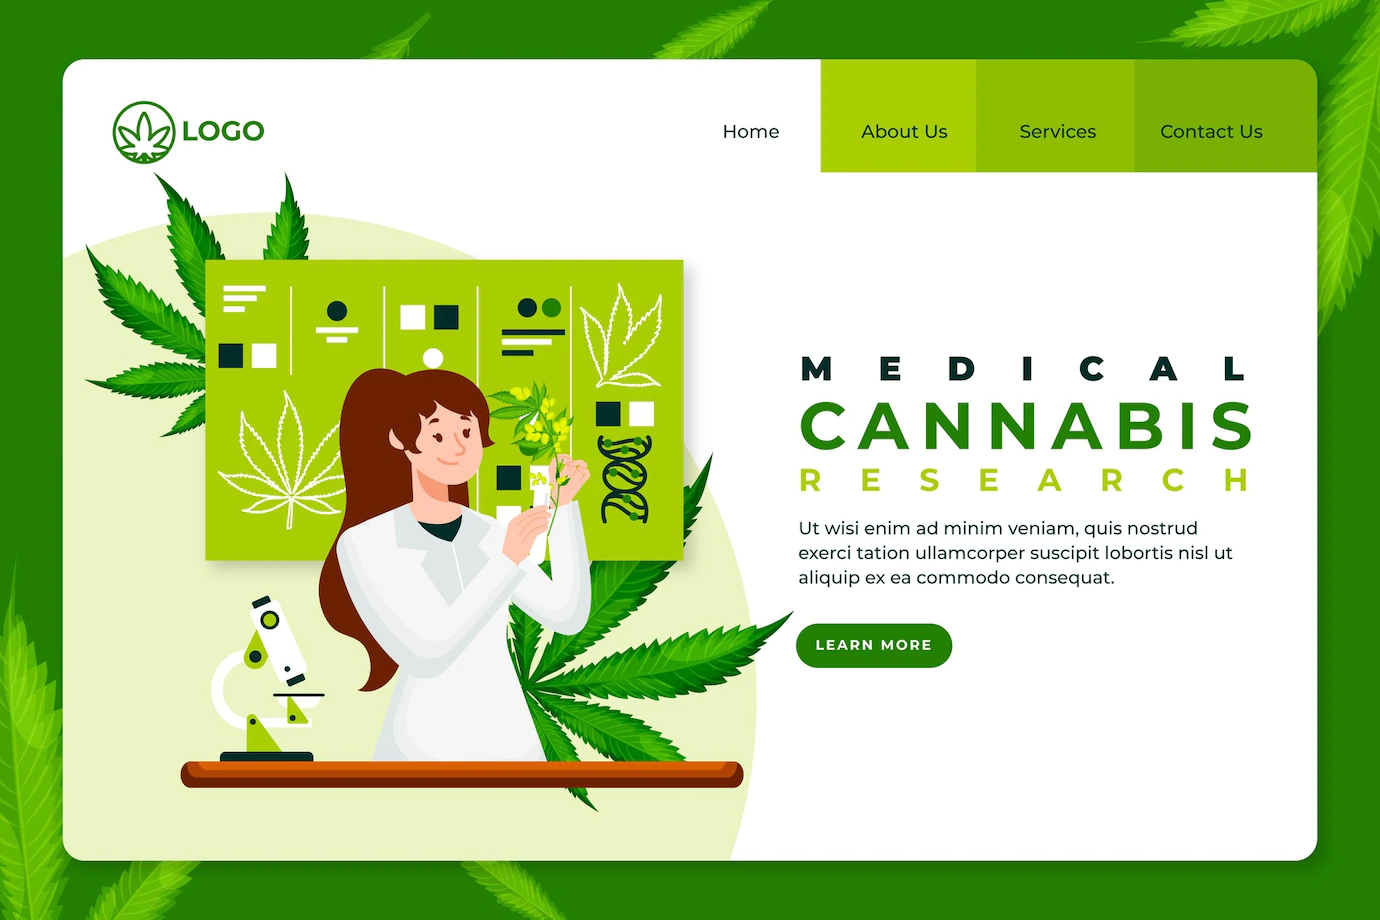 LOGO
Home
About Us
Services
Contact Us
MEDICAL
CANNABIS
RESEARCH
Ut wisi enim ad minim veniam, quis nostrud
exerci tation ullamcorper suscipit lobortis nisl ut
aliquip ex ea commodo consequat.
LEARN MORE